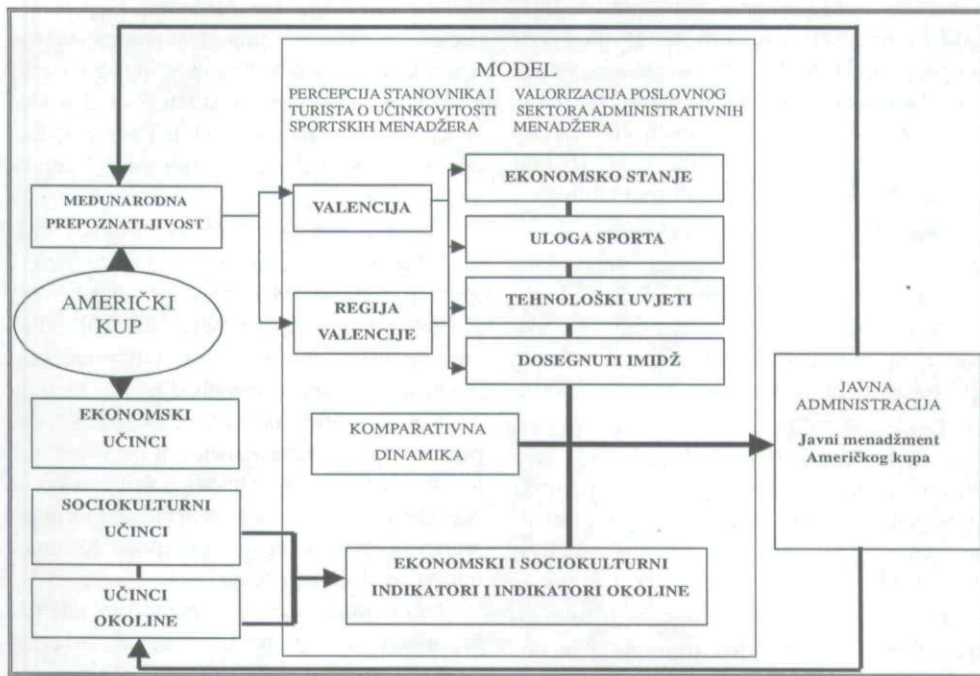 MODEL
PERCEPCIJA STANOVNIKA I
TURISTA O UČINKOVITOSTI
SPORTSKIH MENADŽERA
VALORIZACIJA POSLOVNOG
SEKTORA ADMINISTRATIVNIH
MENADŽERA
MEĐUNARODNA
PREPOZNATLJIVOST
VALENCIJA
EKONOMSKO STANJE
ULOGA SPORTA
AMERIČKI
KUP
REGIJA
VALENCIJE
TEHNOLOŠKI UVJETI
DOSEGNUTI IMIDŽ
EKONOMSKI
UČINCI
KOMPARATIVNA
DINAMIKA
JAVNA
ADMINISTRACIJA
Javni menadžment
Američkog kupa
SOCIOKULTURNI
UČINCI
EKONOMSKI I SOCIOKULTURNI
INDIKATORI I INDIKATORI OKOLINE
UČINCI
OKOLINE